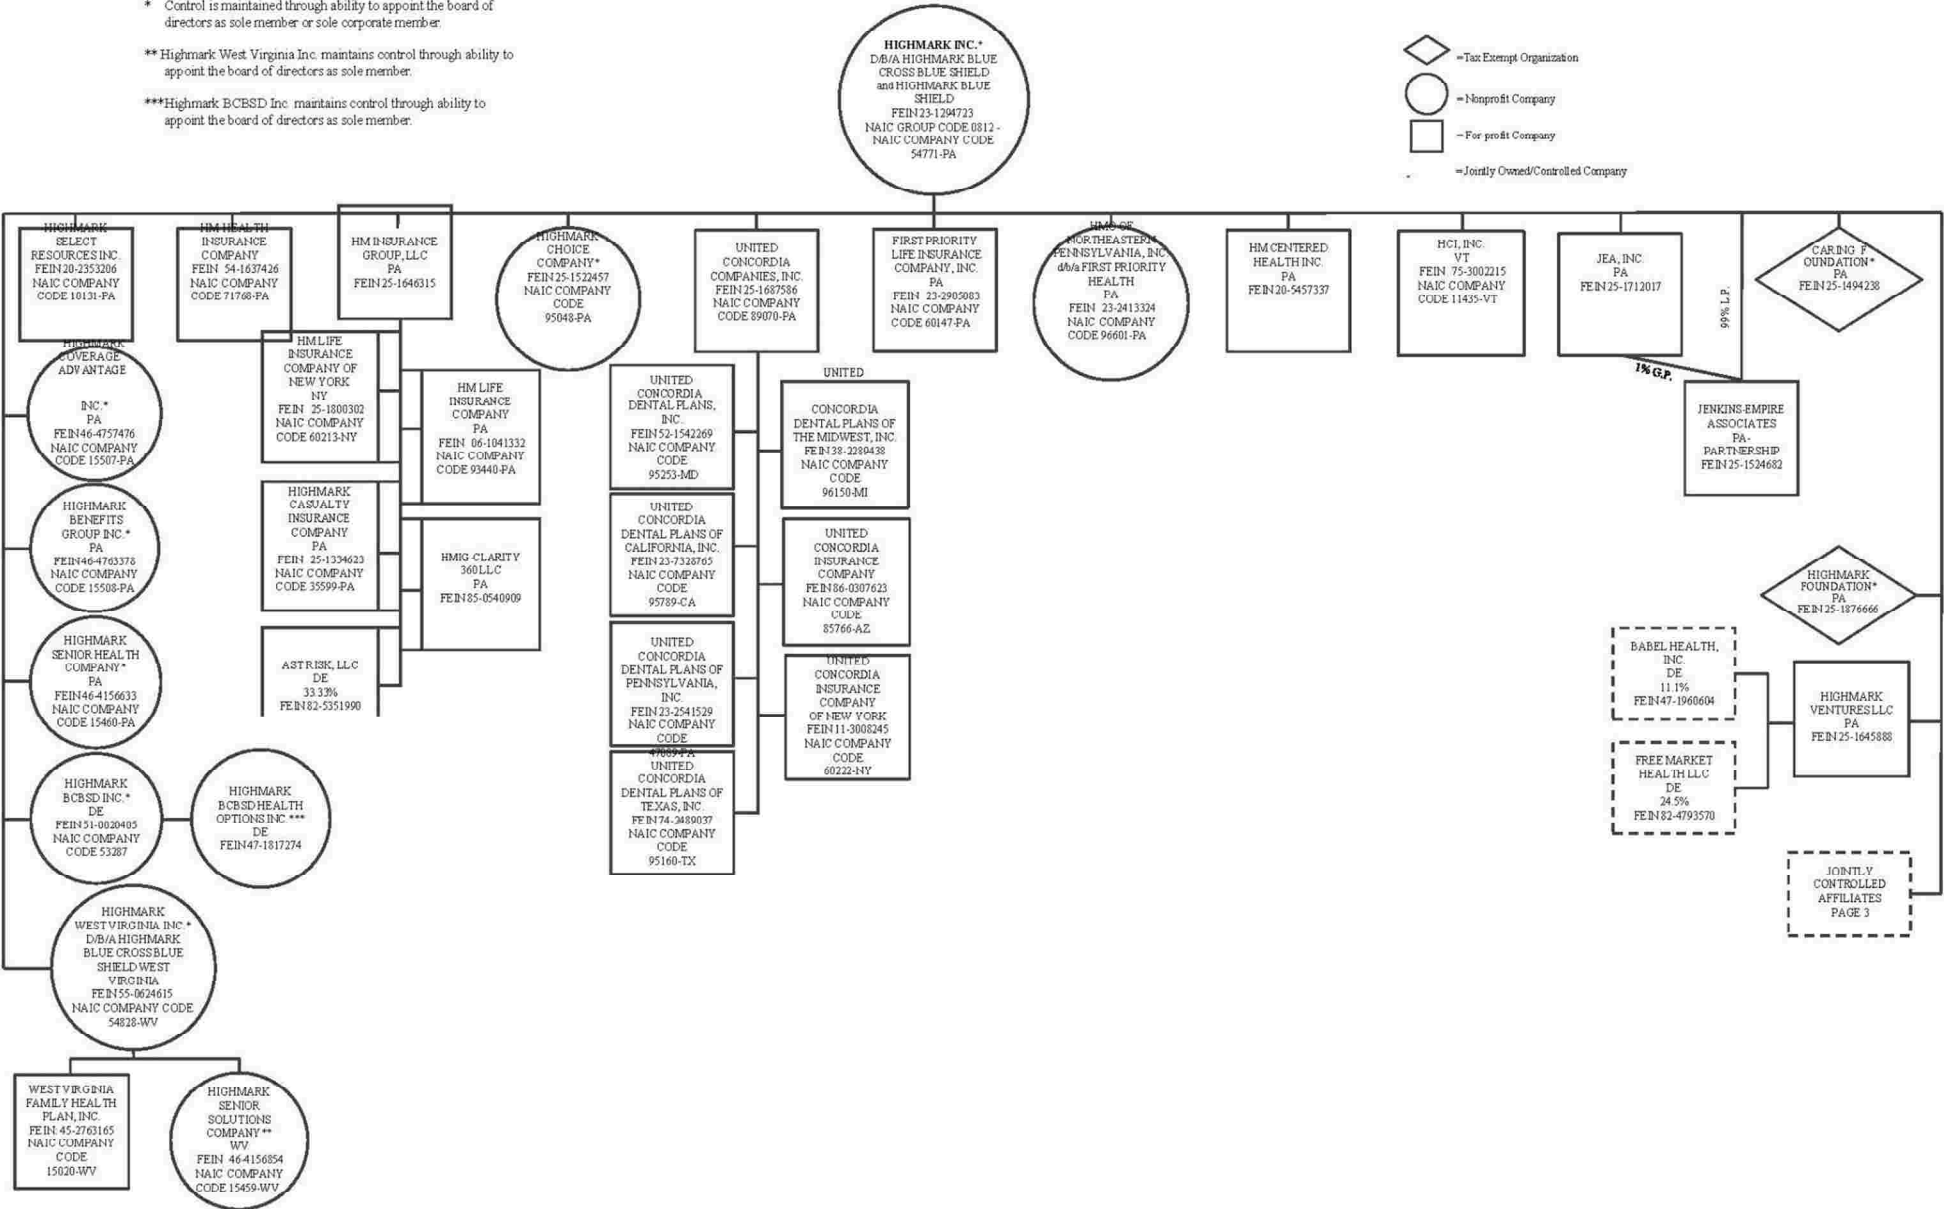 * Control is maintained through ability to appoint the board of
directors as sole member or sole corporate member.
** Highmark West Virginia Inc. maintains control through ability to
appoint the board of directors as sole member.
***Highmark BCBSD Inc. maintains control through ability to
appoint the board of directors as sole member.
HIGHMARK INC.*
D/B/A HIGHMARK BLUE
CROSS BLUE SHIELD
and HIGHMARK BLUE
SHIELD
FEIN 23-1294723
NAIC GROUP CODE 0812 -
NAIC COMPANY CODE
54771-PA
=Tax Exempt Organization
=Nonprofit Company
=For profit Company
=Jointly Owned/Controlled Company
HIGHMARK
SELECT
RESOURCES INC.
FEIN 20-2353206
NAIC COMPANY
CODE 10131-PA
HM HEALTH
INSURANCE
COMPANY
FEIN 54-1637426
NAIC COMPANY
CODE 71768-PA
HM INSURANCE
GROUP, LLC
PA
FEIN 25-1646315
HIGHMARK
CHOICE
COMPANY*
FEIN 25-1522457
NAIC COMPANY
CODE
95048-PA
UNITED
CONCORDIA
COMPANIES, INC.
FEIN 25-1687586
NAIC COMPANY
CODE 89070-PA
FIRST PRIORITY
LIFE INSURANCE
COMPANY, INC.
PA
FEIN 23-2905083
NAIC COMPANY
CODE 60147-PA
HMO OF
NORTHEASTERN
PENNSYLVANIA, INC.
d/b/a FIRST PRIORITY
HEALTH
PA
FEIN 23-2413324
NAIC COMPANY
CODE 96601-PA
HM CENTERED
HEALTH INC.
PA
FEIN 20-5457337
HCI, INC.
VT
FEIN 75-3002215
NAIC COMPANY
CODE 11435-VT
JEA, INC.
PA
FEIN 25-1712017
99% L.P.
1% G.P.
CARING F
OUNDATION*
PA
FEIN 25-1494238
JENKINS-EMPIRE
ASSOCIATES
PA-
PARTNERSHIP
FEIN 25-1524682
HIGHMARK
COVERAGE
ADVANTAGE
INC.*
PA
FEIN 46-4757476
NAIC COMPANY
CODE 15507-PA
HIGHMARK
BENEFITS
GROUP INC.*
PA
FEIN 46-4763378
NAIC COMPANY
CODE 15508-PA
HIGHMARK
SENIOR HEALTH
COMPANY*
PA
FEIN 46-4156633
NAIC COMPANY
CODE 15460-PA
HIGHMARK
BCBSD INC.*
DE
FEIN 51-0020405
NAIC COMPANY
CODE 53287
HIGHMARK
BCBSD HEALTH
OPTIONS INC.***
DE
FEIN 47-1817274
HIGHMARK
WEST VIRGINIA INC.*
D/B/A HIGHMARK
BLUE CROSS BLUE
SHIELD WEST
VIRGINIA
FEIN 55-0624615
NAIC COMPANY CODE
54828-WV
WEST VIRGINIA
FAMILY HEALTH
PLAN, INC.
FEIN: 45-2763165
NAIC COMPANY
CODE
15020-WV
HIGHMARK
SENIOR
SOLUTIONS
COMPANY**
WV
FEIN 46-4156854
NAIC COMPANY
CODE 15459-WV
HM LIFE
INSURANCE
COMPANY OF
NEW YORK
NY
FEIN 25-1800302
NAIC COMPANY
CODE 60213-NY
HM LIFE
INSURANCE
COMPANY
PA
FEIN 06-1041332
NAIC COMPANY
CODE 93440-PA
HIGHMARK
CASUALTY
INSURANCE
COMPANY
PA
FEIN 25-1334623
NAIC COMPANY
CODE 35599-PA
HMIG-CLARITY
360 LLC
PA
FEIN 85-0540909
AST RISK, LLC
DE
33.33%
FEIN 82-5351990
UNITED
CONCORDIA
DENTAL PLANS,
INC.
FEIN 52-1542269
NAIC COMPANY
CODE
95253-MD
UNITED
CONCORDIA
DENTAL PLANS OF
THE MIDWEST, INC.
FEIN 38-2289438
NAIC COMPANY
CODE
96150-MI
UNITED
CONCORDIA
DENTAL PLANS OF
CALIFORNIA, INC.
FEIN 23-7328765
NAIC COMPANY
CODE
95789-CA
UNITED
CONCORDIA
INSURANCE
COMPANY
FEIN 86-0307623
NAIC COMPANY
CODE
85766-AZ
UNITED
CONCORDIA
DENTAL PLANS OF
PENNSYLVANIA,
INC.
FEIN 23-2541529
NAIC COMPANY
CODE
47089-PA
UNITED
CONCORDIA
INSURANCE
COMPANY
OF NEW YORK
FEIN 11-3008245
NAIC COMPANY
CODE
60222-NY
UNITED
CONCORDIA
DENTAL PLANS OF
TEXAS, INC.
FEIN 74-2489037
NAIC COMPANY
CODE
95160-TX
HIGHMARK
FOUNDATION*
PA
FEIN 25-1876666
BABEL HEALTH,
INC.
DE
11.1%
FEIN 47-1960604
HIGHMARK
VENTURES LLC
PA
FEIN 25-1645888
FREE MARKET
HEALTH LLC
DE
24.5%
FEIN 82-4793570
JOINTLY
CONTROLLED
AFFILIATES
PAGE 3